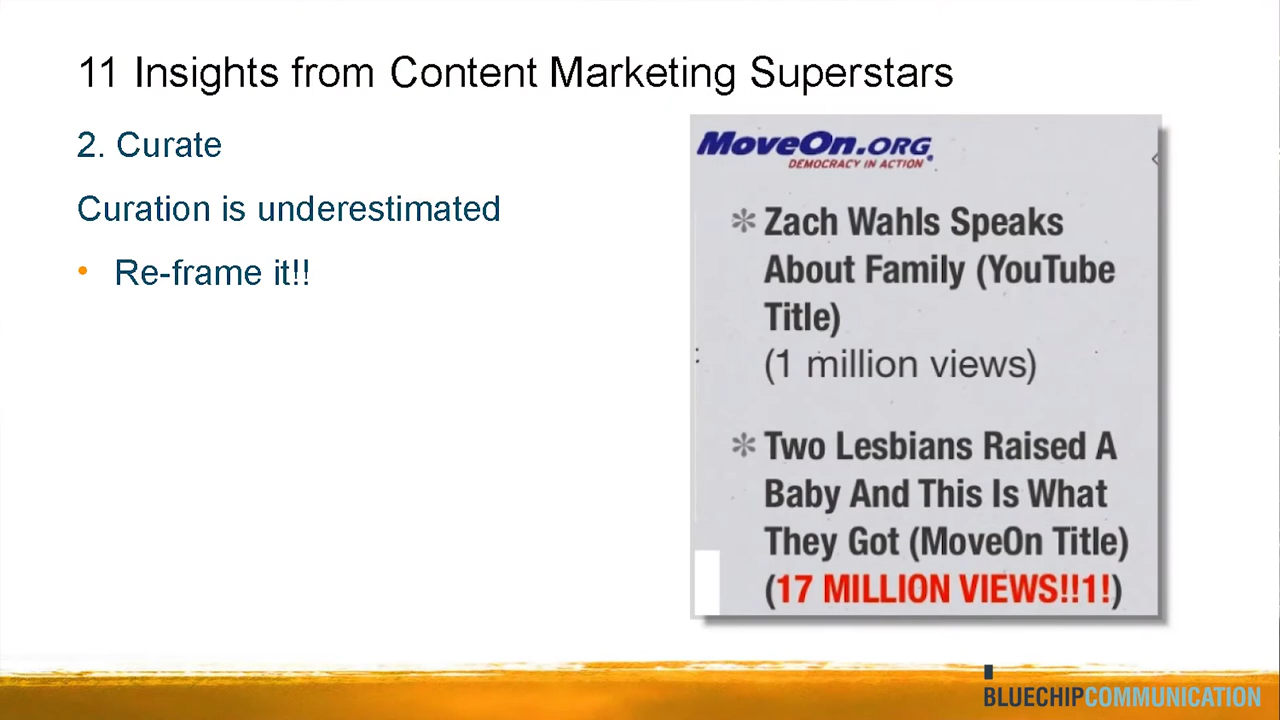 11 Insights from Content Marketing Superstars
2. Curate
Curation is underestimated
• Re-frame it!!
MoveOn.ORG
DEMOCRACY IN ACTION®
* Zach Wahls Speaks
About Family (YouTube
Title)
(1 million views)
* Two Lesbians Raised A
Baby And This Is What
They Got (MoveOn Title)
(17 MILLION VIEWS!!1!)
BLUECHIPCOMMUNICATION